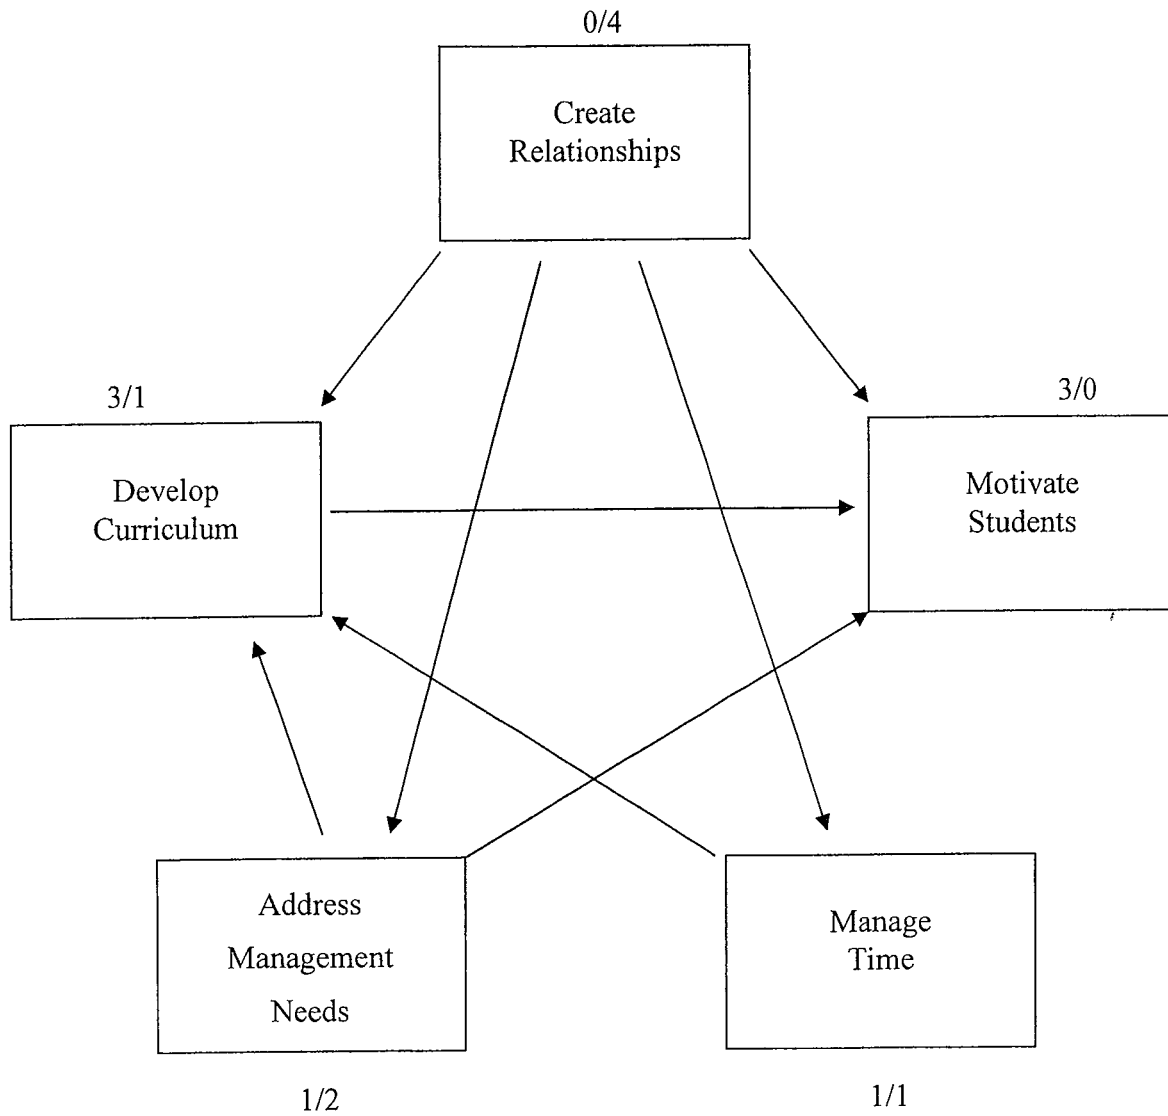 0/4
Create
Relationships
3/1
Develop
Curriculum
3/0
Motivate
Students
Address
Management
Needs
1/2
Manage
Time
1/1